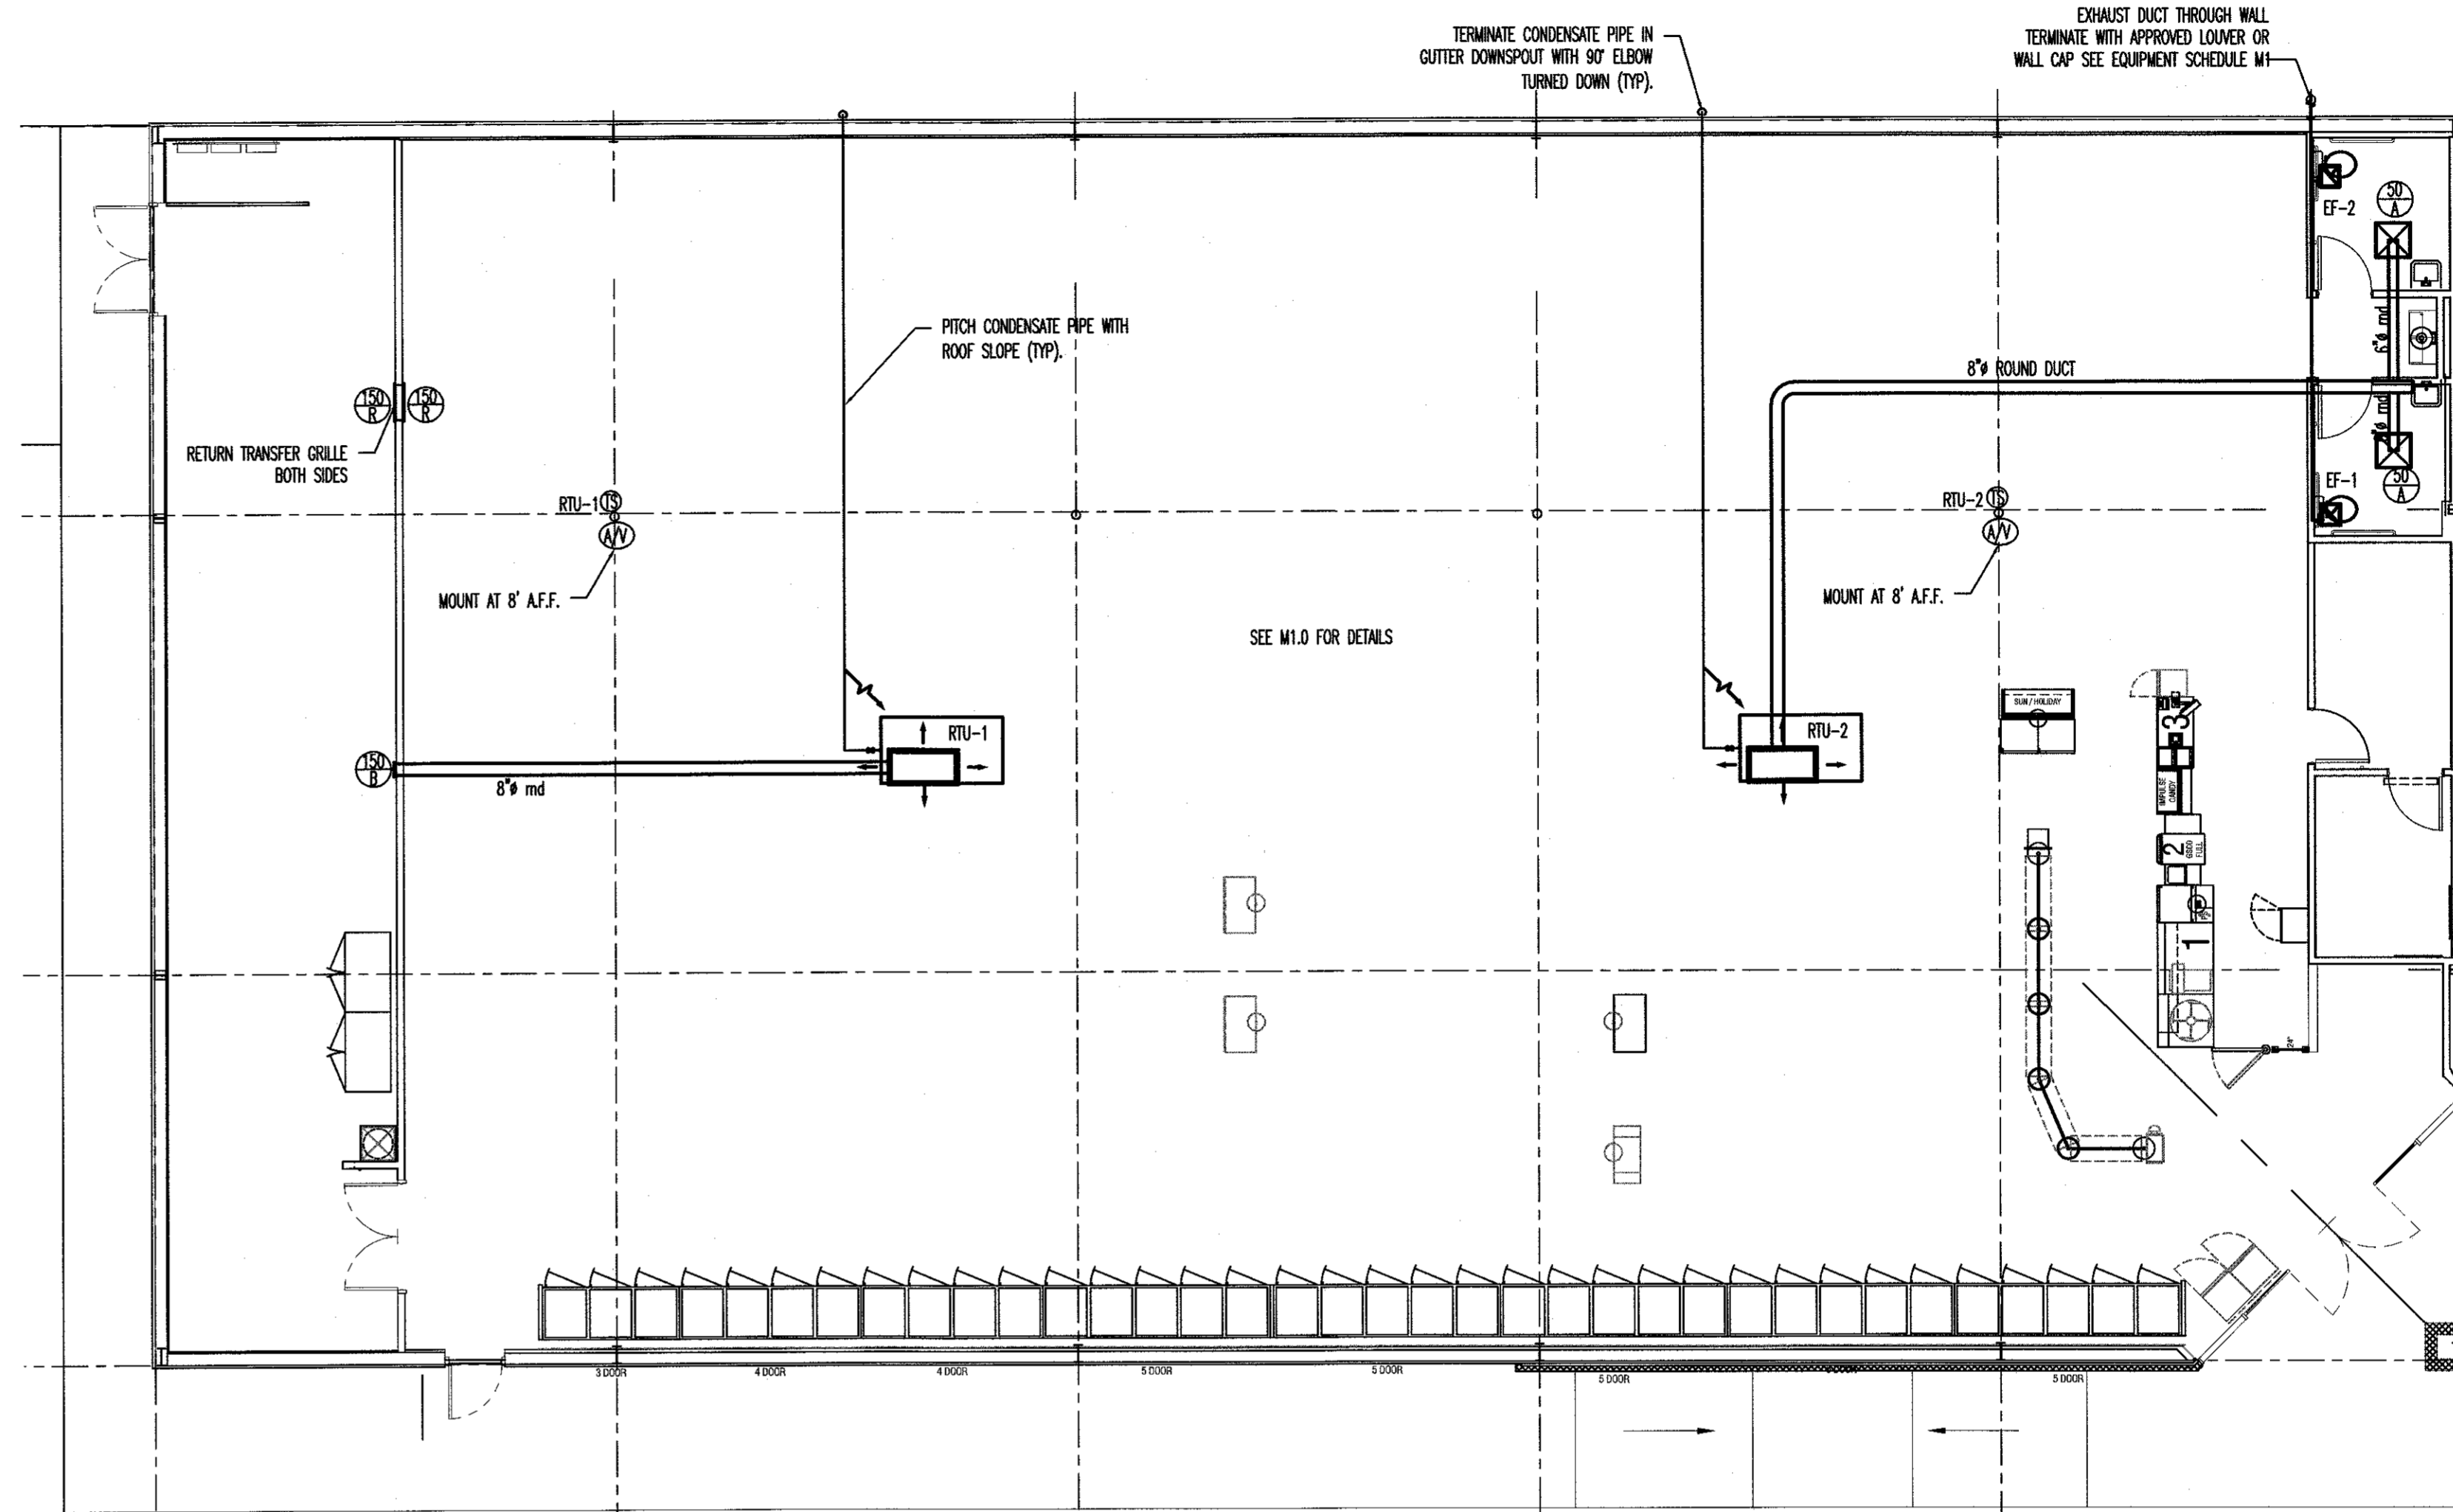 EXHAUST DUCT THROUGH WALL
TERMINATE WITH APPROVED LOUVER OR
WALL CAP SEE EQUIPMENT SCHEDULE M1
TERMINATE CONDENSATE PIPE IN
GUTTER DOWNSPOUT WITH 90° ELBOW
TURNED DOWN (TYP).
50
A
EF-2
PITCH CONDENSATE PIPE WITH
ROOF SLOPE (TYP).
6"ø rnd
8"ø ROUND DUCT
150
R
150
R
RETURN TRANSFER GRILLE
BOTH SIDES
EF-1
50
A
RTU-1
TS
A/V
RTU-2
TS
A/V
MOUNT AT 8' A.F.F.
MOUNT AT 8' A.F.F.
SEE M1.0 FOR DETAILS
SUN/HOLIDAY
RTU-1
RTU-2
3
150
B
8"ø rnd
IMPULSE
CANDY
2
FULL
1
24"
3 DOOR
4 DOOR
4 DOOR
5 DOOR
5 DOOR
5 DOOR
5 DOOR